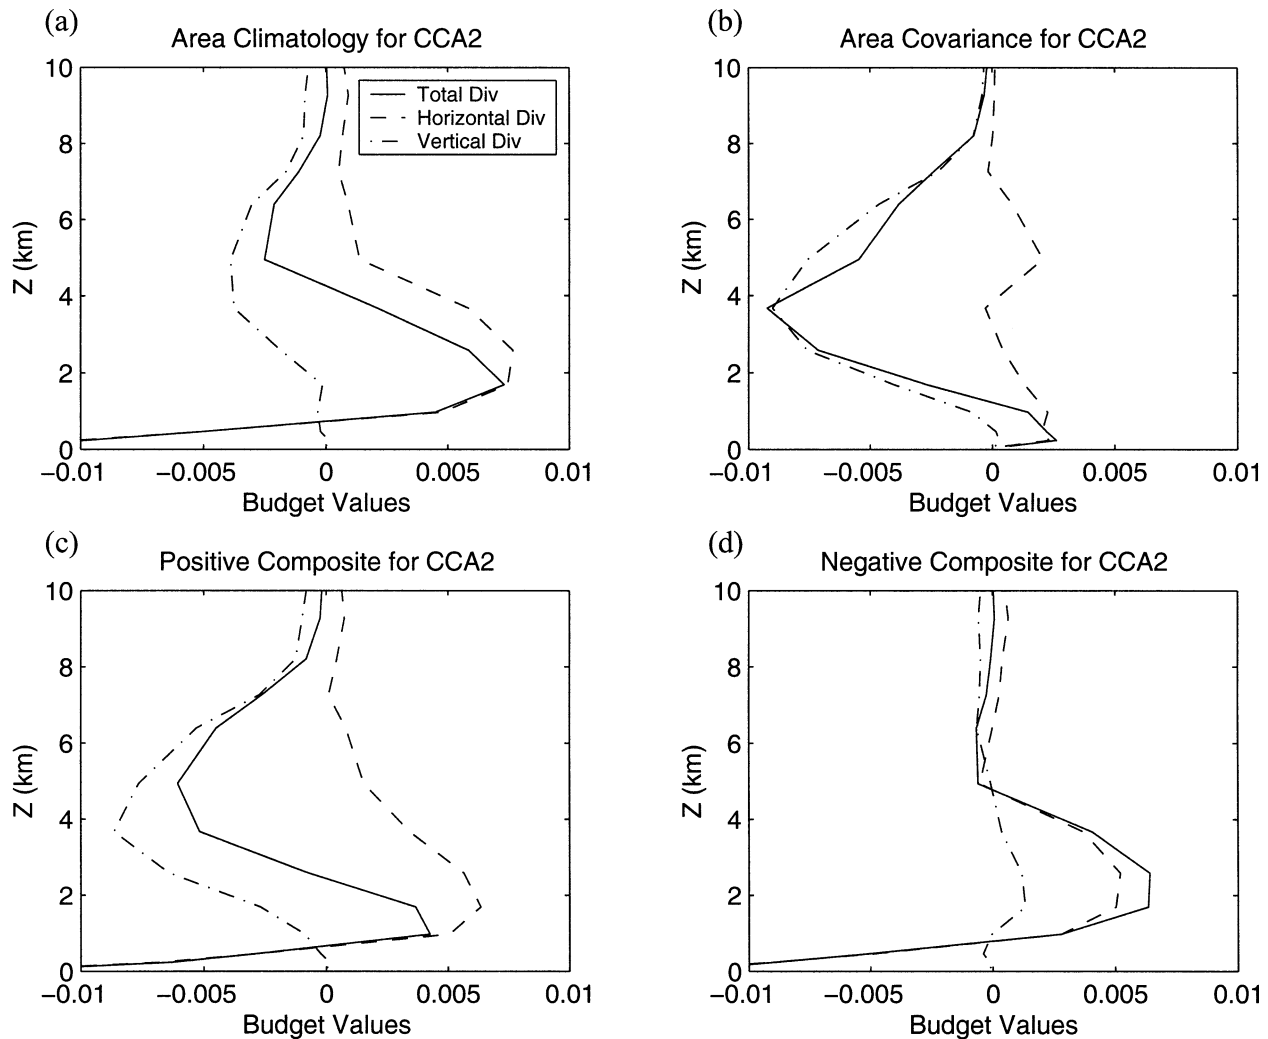 (a)
Area Climatology for CCA2
10
8
6
4
2
0
Z (km)
Total Div
Horizontal Div
Vertical Div
−0.01 −0.005 0 0.005 0.01
Budget Values
(b)
Area Covariance for CCA2
10
8
6
4
2
0
Z (km)
−0.01 −0.005 0 0.005 0.01
Budget Values
(c)
Positive Composite for CCA2
10
8
6
4
2
0
Z (km)
−0.01 −0.005 0 0.005 0.01
Budget Values
(d)
Negative Composite for CCA2
10
8
6
4
2
0
Z (km)
−0.01 −0.005 0 0.005 0.01
Budget Values